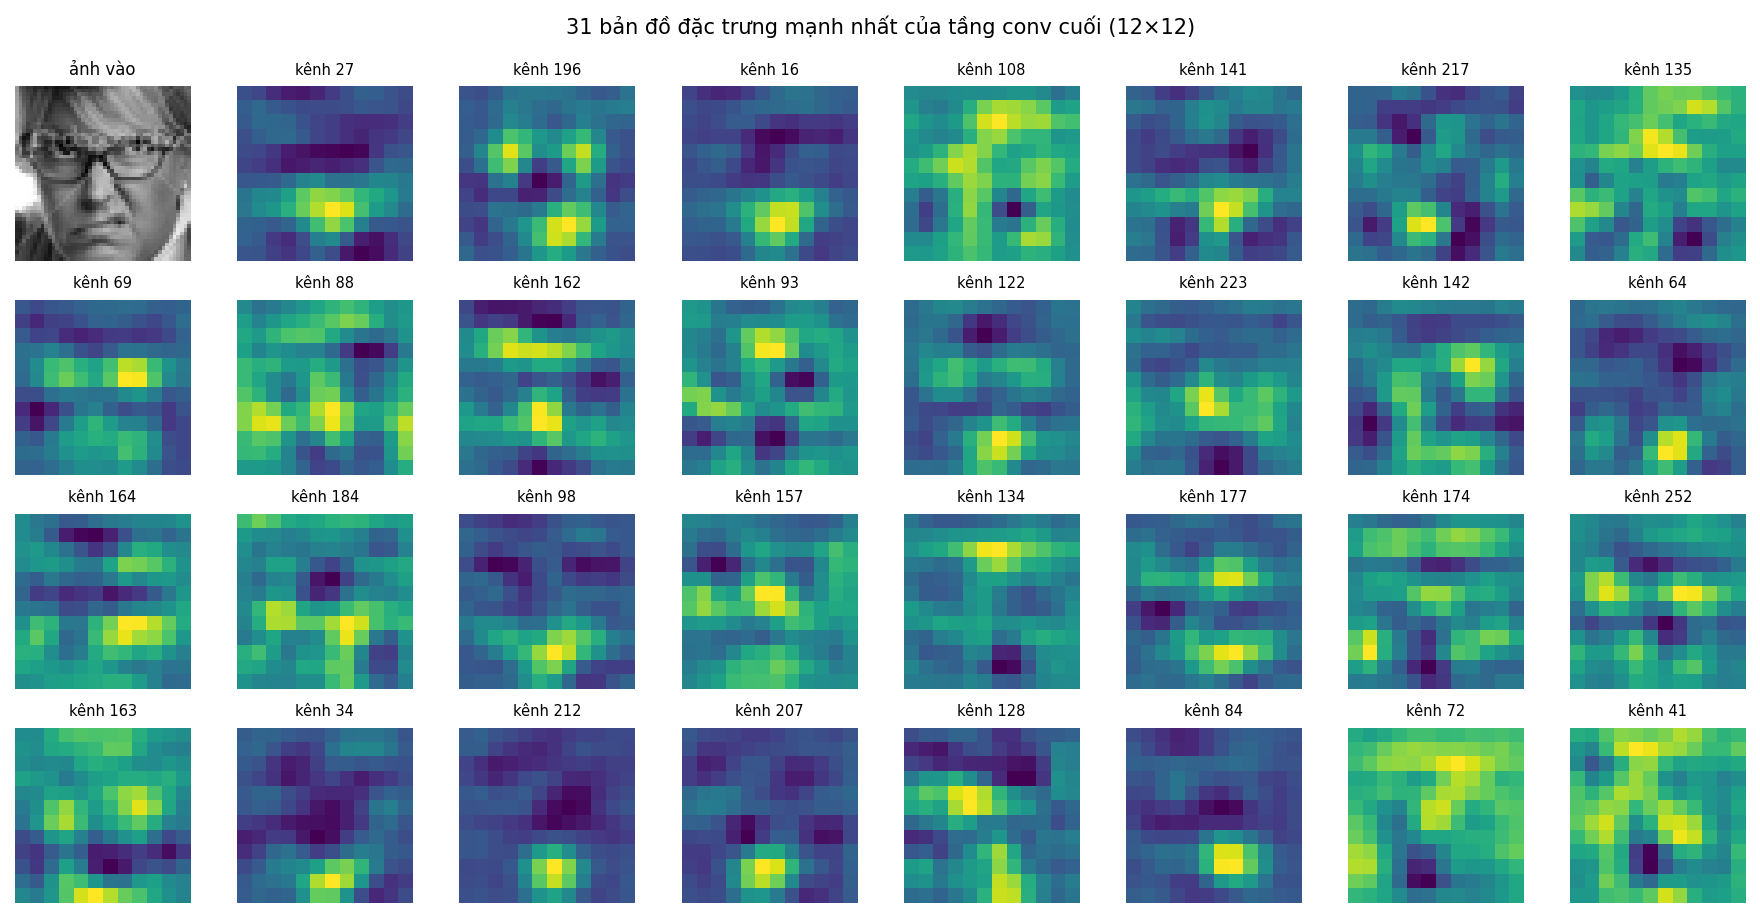 31 bản đồ đặc trưng mạnh nhất của tầng conv cuối (12×12)
ảnh vào
kênh 27
kênh 196
kênh 16
kênh 108
kênh 141
kênh 217
kênh 135
kênh 69
kênh 88
kênh 162
kênh 93
kênh 122
kênh 223
kênh 142
kênh 64
kênh 164
kênh 184
kênh 98
kênh 157
kênh 134
kênh 177
kênh 174
kênh 252
kênh 163
kênh 34
kênh 212
kênh 207
kênh 128
kênh 84
kênh 72
kênh 41